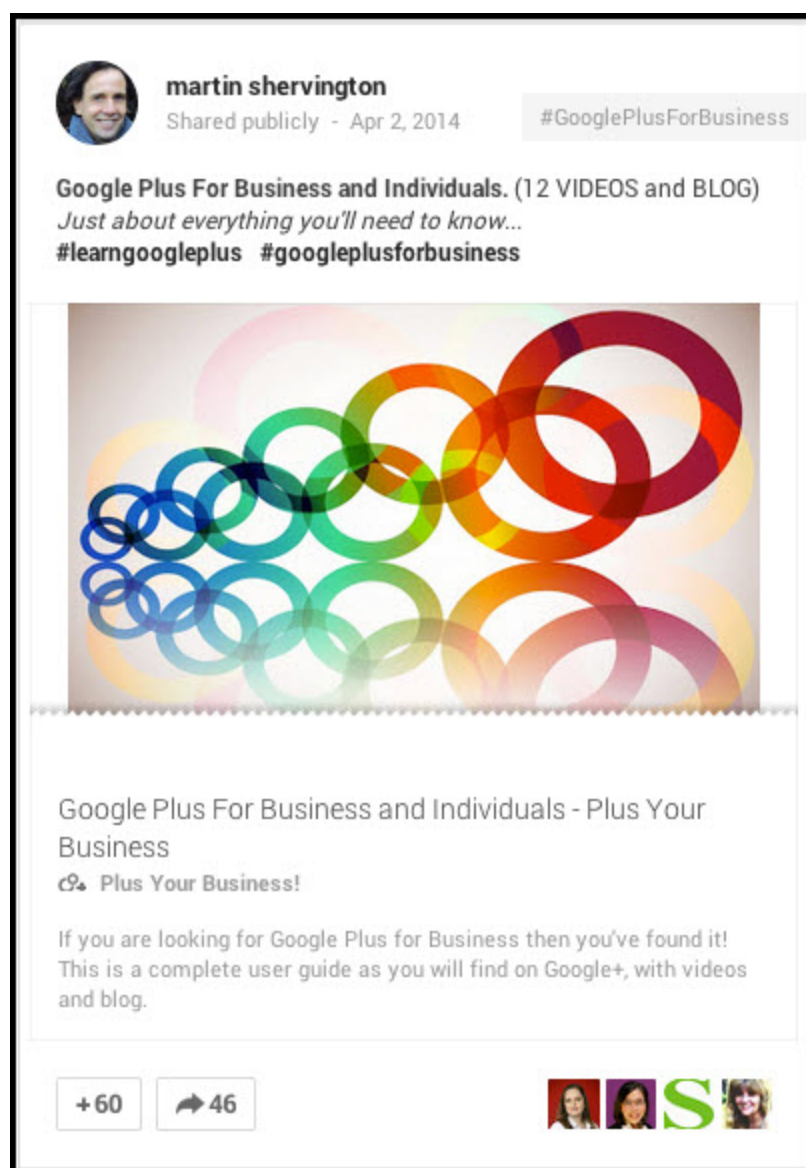 martin shervington
Shared publicly - Apr 2, 2014
#GooglePlusForBusiness
Google Plus For Business and Individuals. (12 VIDEOS and BLOG)
Just about everything you'll need to know...
#learngoogleplus #googleplusforbusiness
Google Plus For Business and Individuals - Plus Your
Business
Plus Your Business!
If you are looking for Google Plus for Business then you've found it!
This is a complete user guide as you will find on Google+, with videos
and blog.
+60
46
S